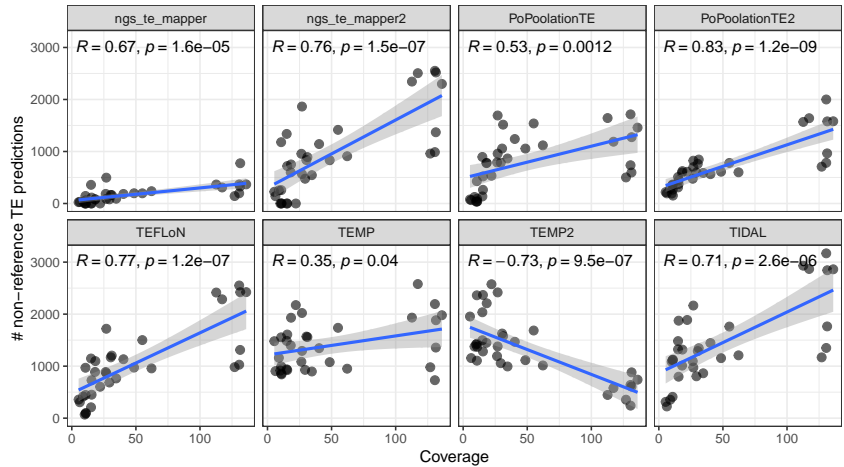 ngs_te_mapper ngs_te_mapper2 PoPoolationTE PoPoolationTE2
R = 0.67, p = 1.6e−05 R = 0.76, p = 1.5e−07 R = 0.53, p = 0.0012 R = 0.83, p = 1.2e−09
3000
2000
1000
0
TEFLoN TEMP TEMP2 TIDAL
R = 0.77, p = 1.2e−07 R = 0.35, p = 0.04 R = −0.73, p = 9.5e−07 R = 0.71, p = 2.6e−06
3000
2000
1000
0
0 50 100 0 50 100 0 50 100 0 50 100
Coverage
# non−reference TE predictions